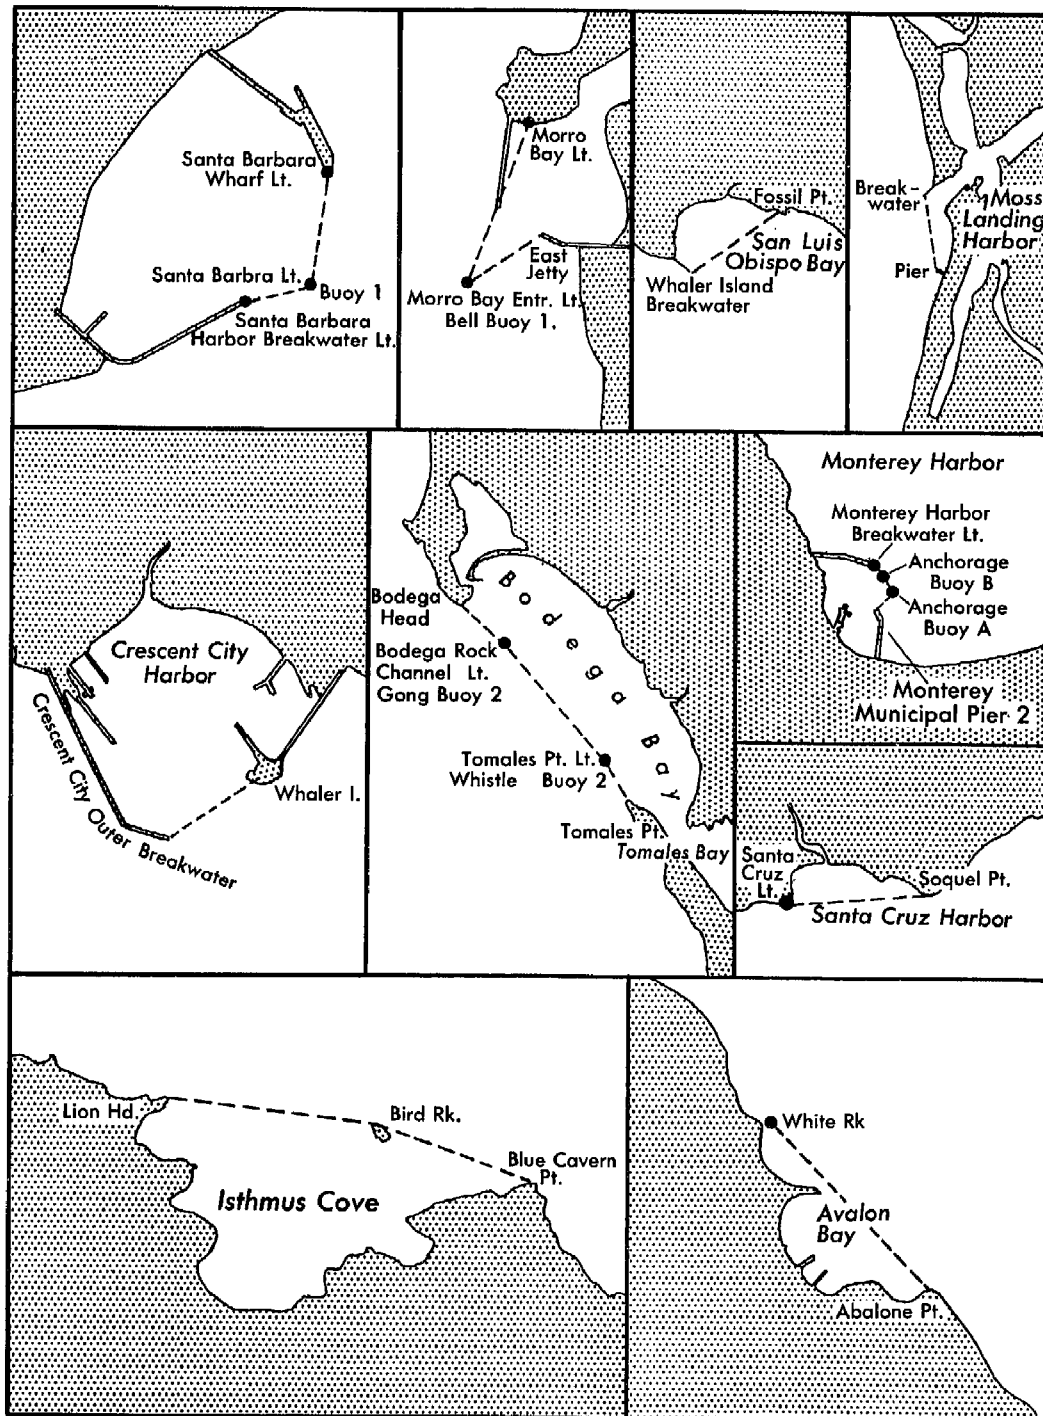 Santa Barbara
Wharf Lt.
Santa Barbra Lt.
Buoy 1
Santa Barbara
Harbor Breakwater Lt.
Morro
Bay Lt.
East
Jetty
Morro Bay Entr. Lt.
Bell Buoy 1.
Fossil Pt.
San Luis
Obispo Bay
Whaler Island
Breakwater
Break-
water
Moss
Landing
Harbor
Pier
Crescent City
Harbor
Whaler I.
Crescent City Outer Breakwater
Bodega
Head
Bodega Rock
Channel Lt.
Gong Buoy 2
Bodega Bay
Tomales Pt. Lt.
Whistle Buoy 2
Tomales Pt.
Tomales Bay
Monterey Harbor
Monterey Harbor
Breakwater Lt.
Anchorage
Buoy B
Anchorage
Buoy A
Monterey
Municipal Pier 2
Santa
Cruz
Lt.
Soquel Pt.
Santa Cruz Harbor
Lion Hd.
Bird Rk.
Blue Cavern
Pt.
Isthmus Cove
White Rk
Avalon
Bay
Abalone Pt.